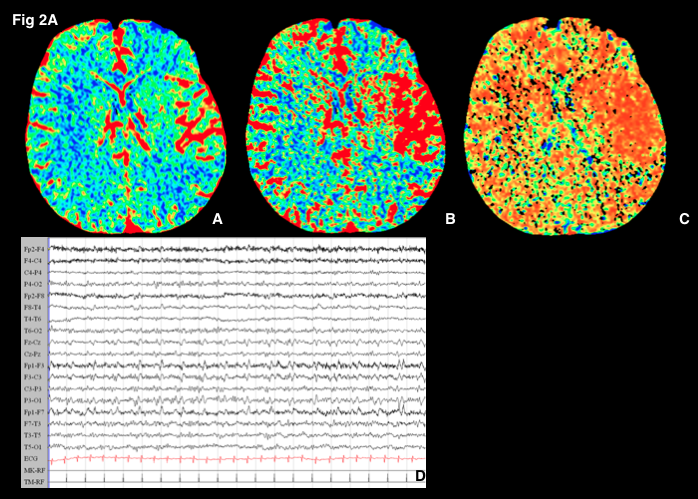 Fig 2A
A
B
C
Fp2-F4
F4-C4
C4-P4
P4-O2
Fp2-F8
F8-T4
T4-T6
T6-O2
Fz-Cz
Cz-Pz
Fp1-F3
F3-C3
C3-P3
P3-O1
Fp1-F7
F7-T3
T3-T5
T5-O1
ECG
MK-RF
TM-RF
D